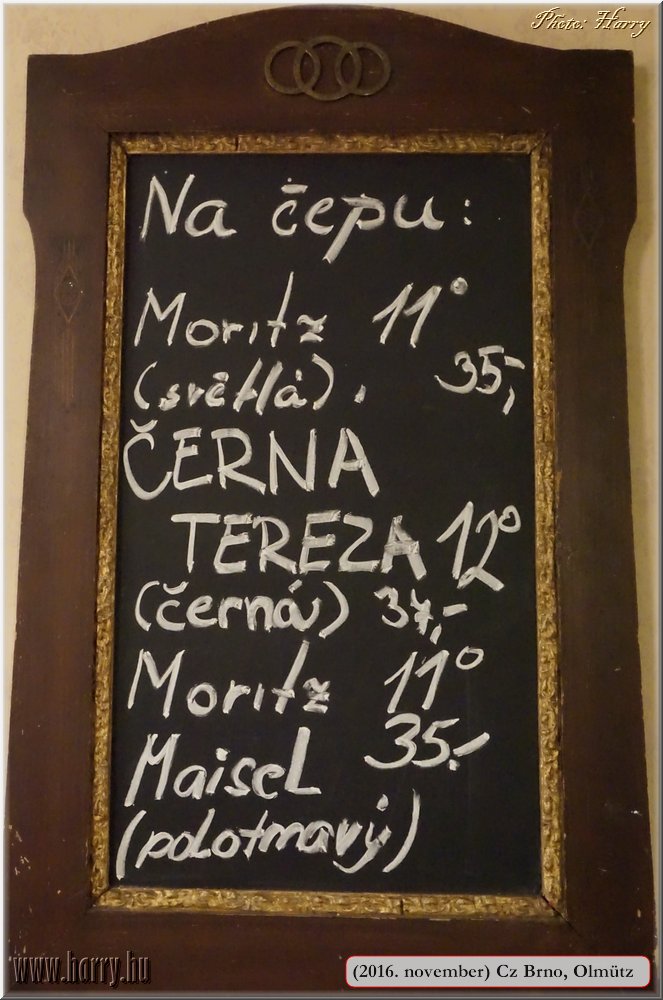 Photo: Harry
Na čepu:
Moritz 11°
(světlá). 35,-
ČERNA
TEREZA 12°
(černá) 37,-
Moritz 11°
Maisel 35.-
(polotmavý)
www.harry.hu
(2016. november) Cz Brno, Olmütz